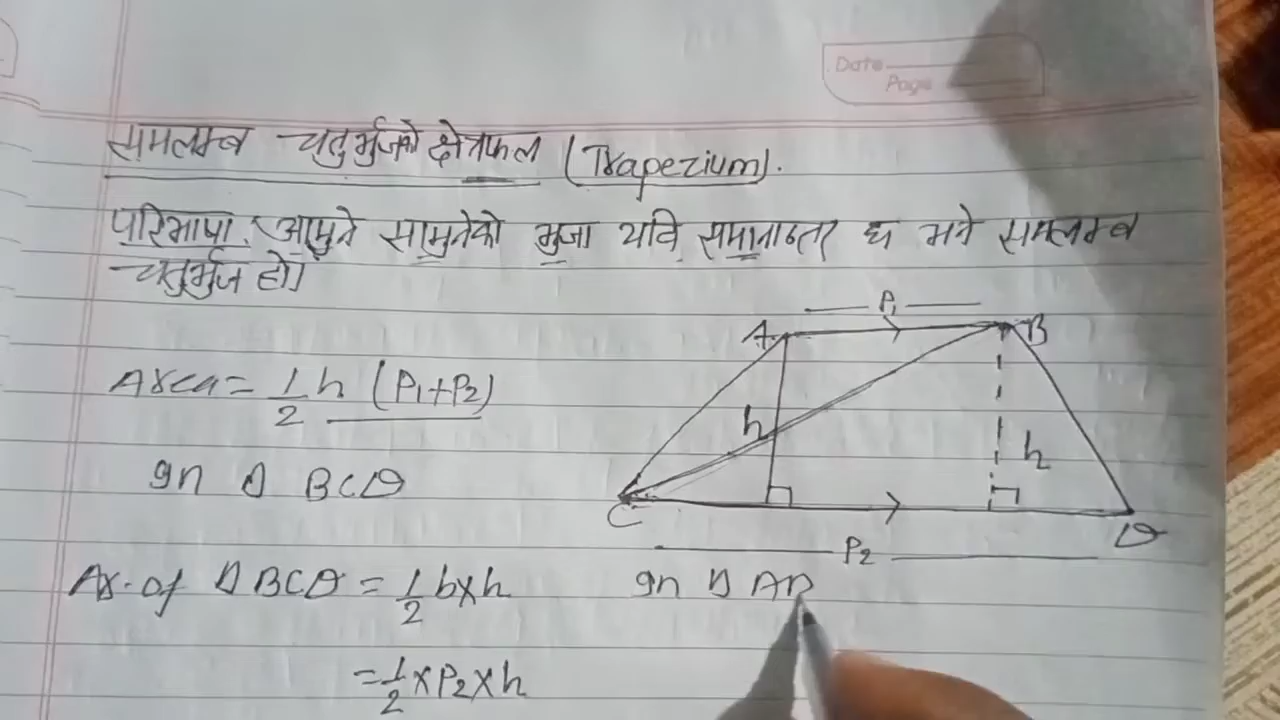 Date
Page
समलम्ब चतुर्भुजको क्षेत्रफल (Trapezium).
परिभाषा. आमुने सामुनेको भुजा यदि समानान्तर छ भने समलम्ब
चतुर्भुज हो।
P₁
A B
Area = 1/2 h (P₁+P₂)
h h
In Δ BCD
C D
P₂
Ar. of Δ BCD = 1/2 b×h
In Δ AB
= 1/2 × P₂ × h